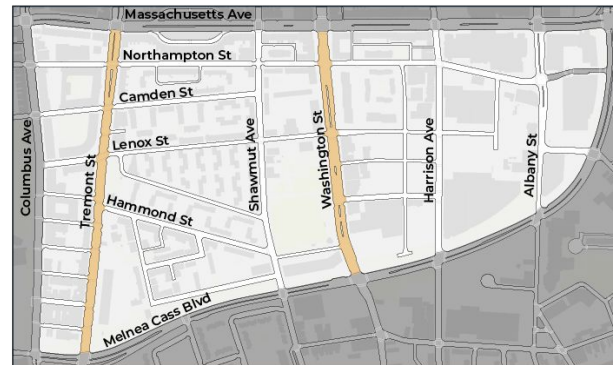 Massachusetts Ave
Northampton St
Camden St
Lenox St
Hammond St
Melnea Cass Blvd
Columbus Ave
Tremont St
Shawmut Ave
Washington St
Harrison Ave
Albany St